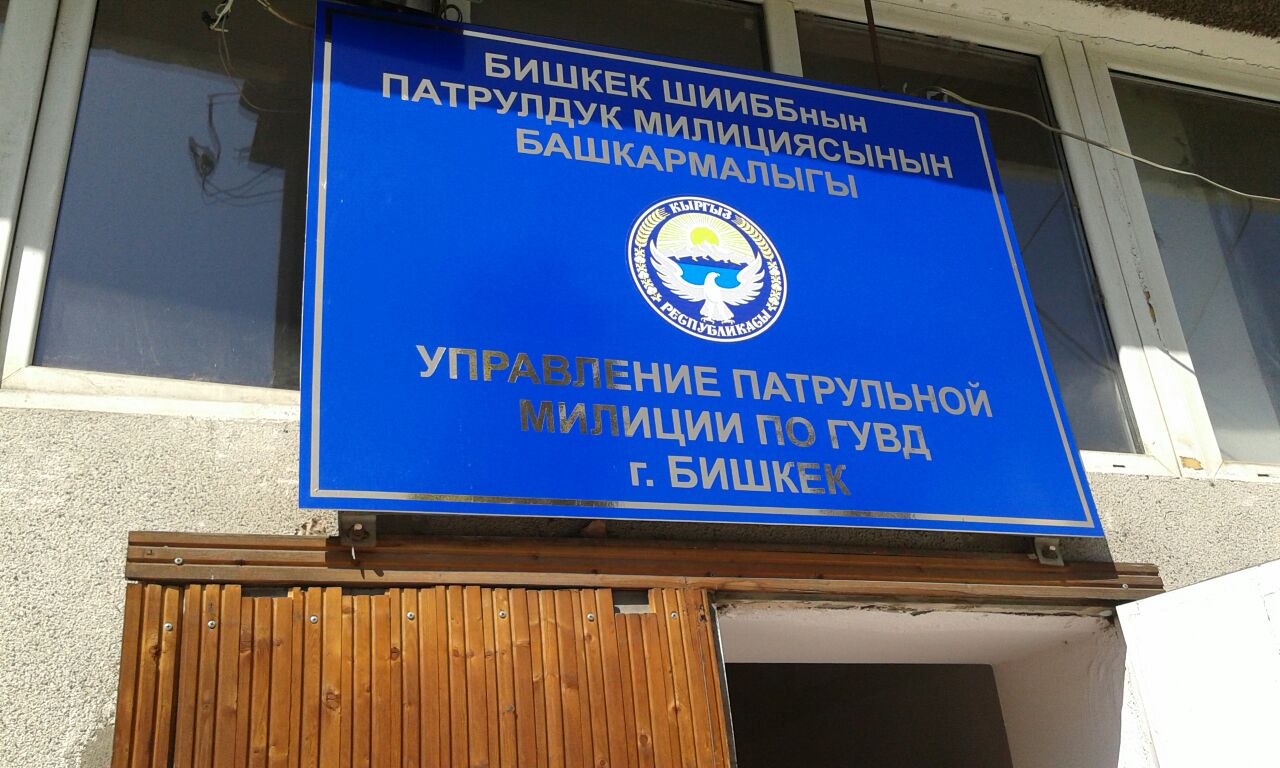 БИШКЕК ШИИББнын
ПАТРУЛДУК МИЛИЦИЯСЫНЫН
БАШКАРМАЛЫГЫ
КЫРГЫЗ
РЕСПУБЛИКАСЫ
УПРАВЛЕНИЕ ПАТРУЛЬНОЙ
МИЛИЦИИ ПО ГУВД
г. БИШКЕК